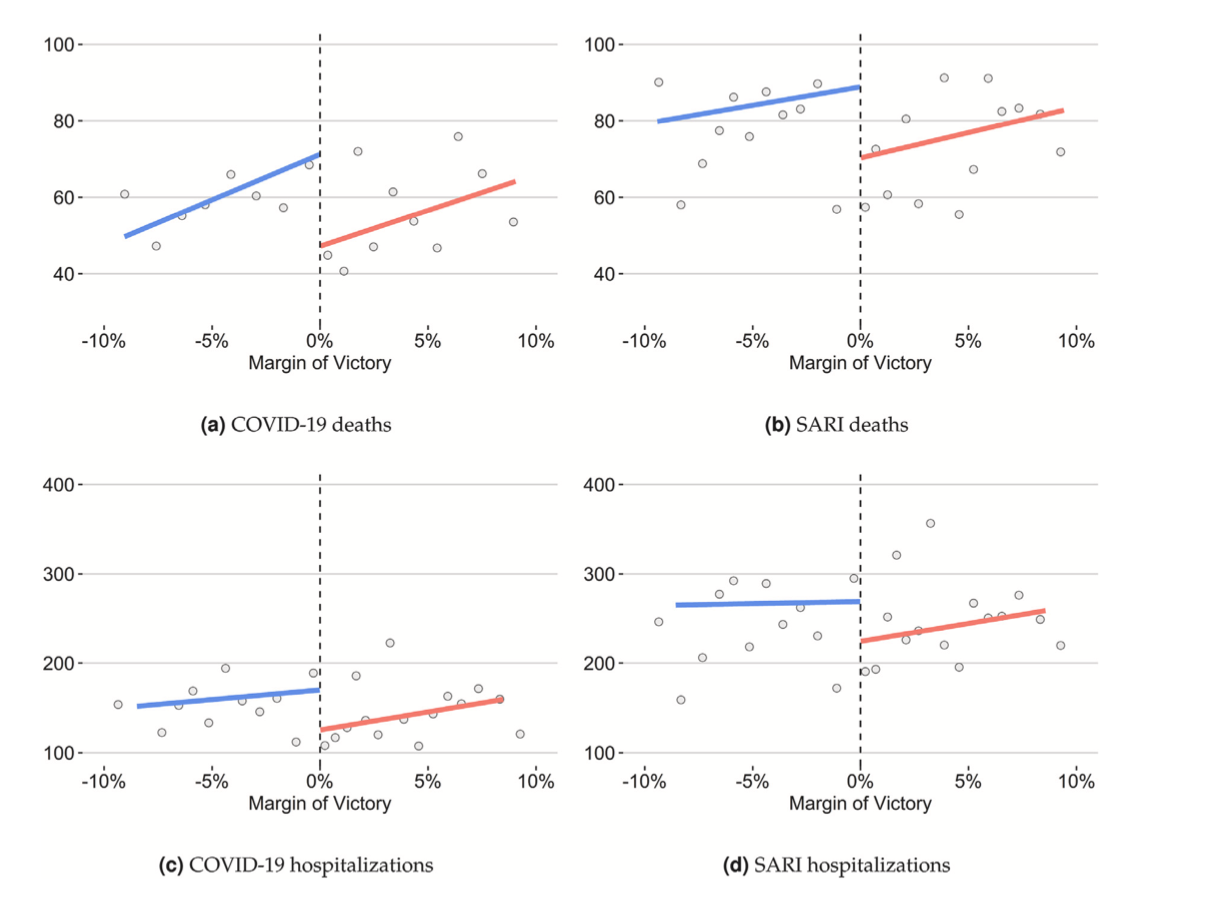 100
80
60
40
-10% -5% 0% 5% 10%
Margin of Victory
(a) COVID-19 deaths
100
80
60
40
-10% -5% 0% 5% 10%
Margin of Victory
(b) SARI deaths
400
300
200
100
-10% -5% 0% 5% 10%
Margin of Victory
(c) COVID-19 hospitalizations
400
300
200
100
-10% -5% 0% 5% 10%
Margin of Victory
(d) SARI hospitalizations